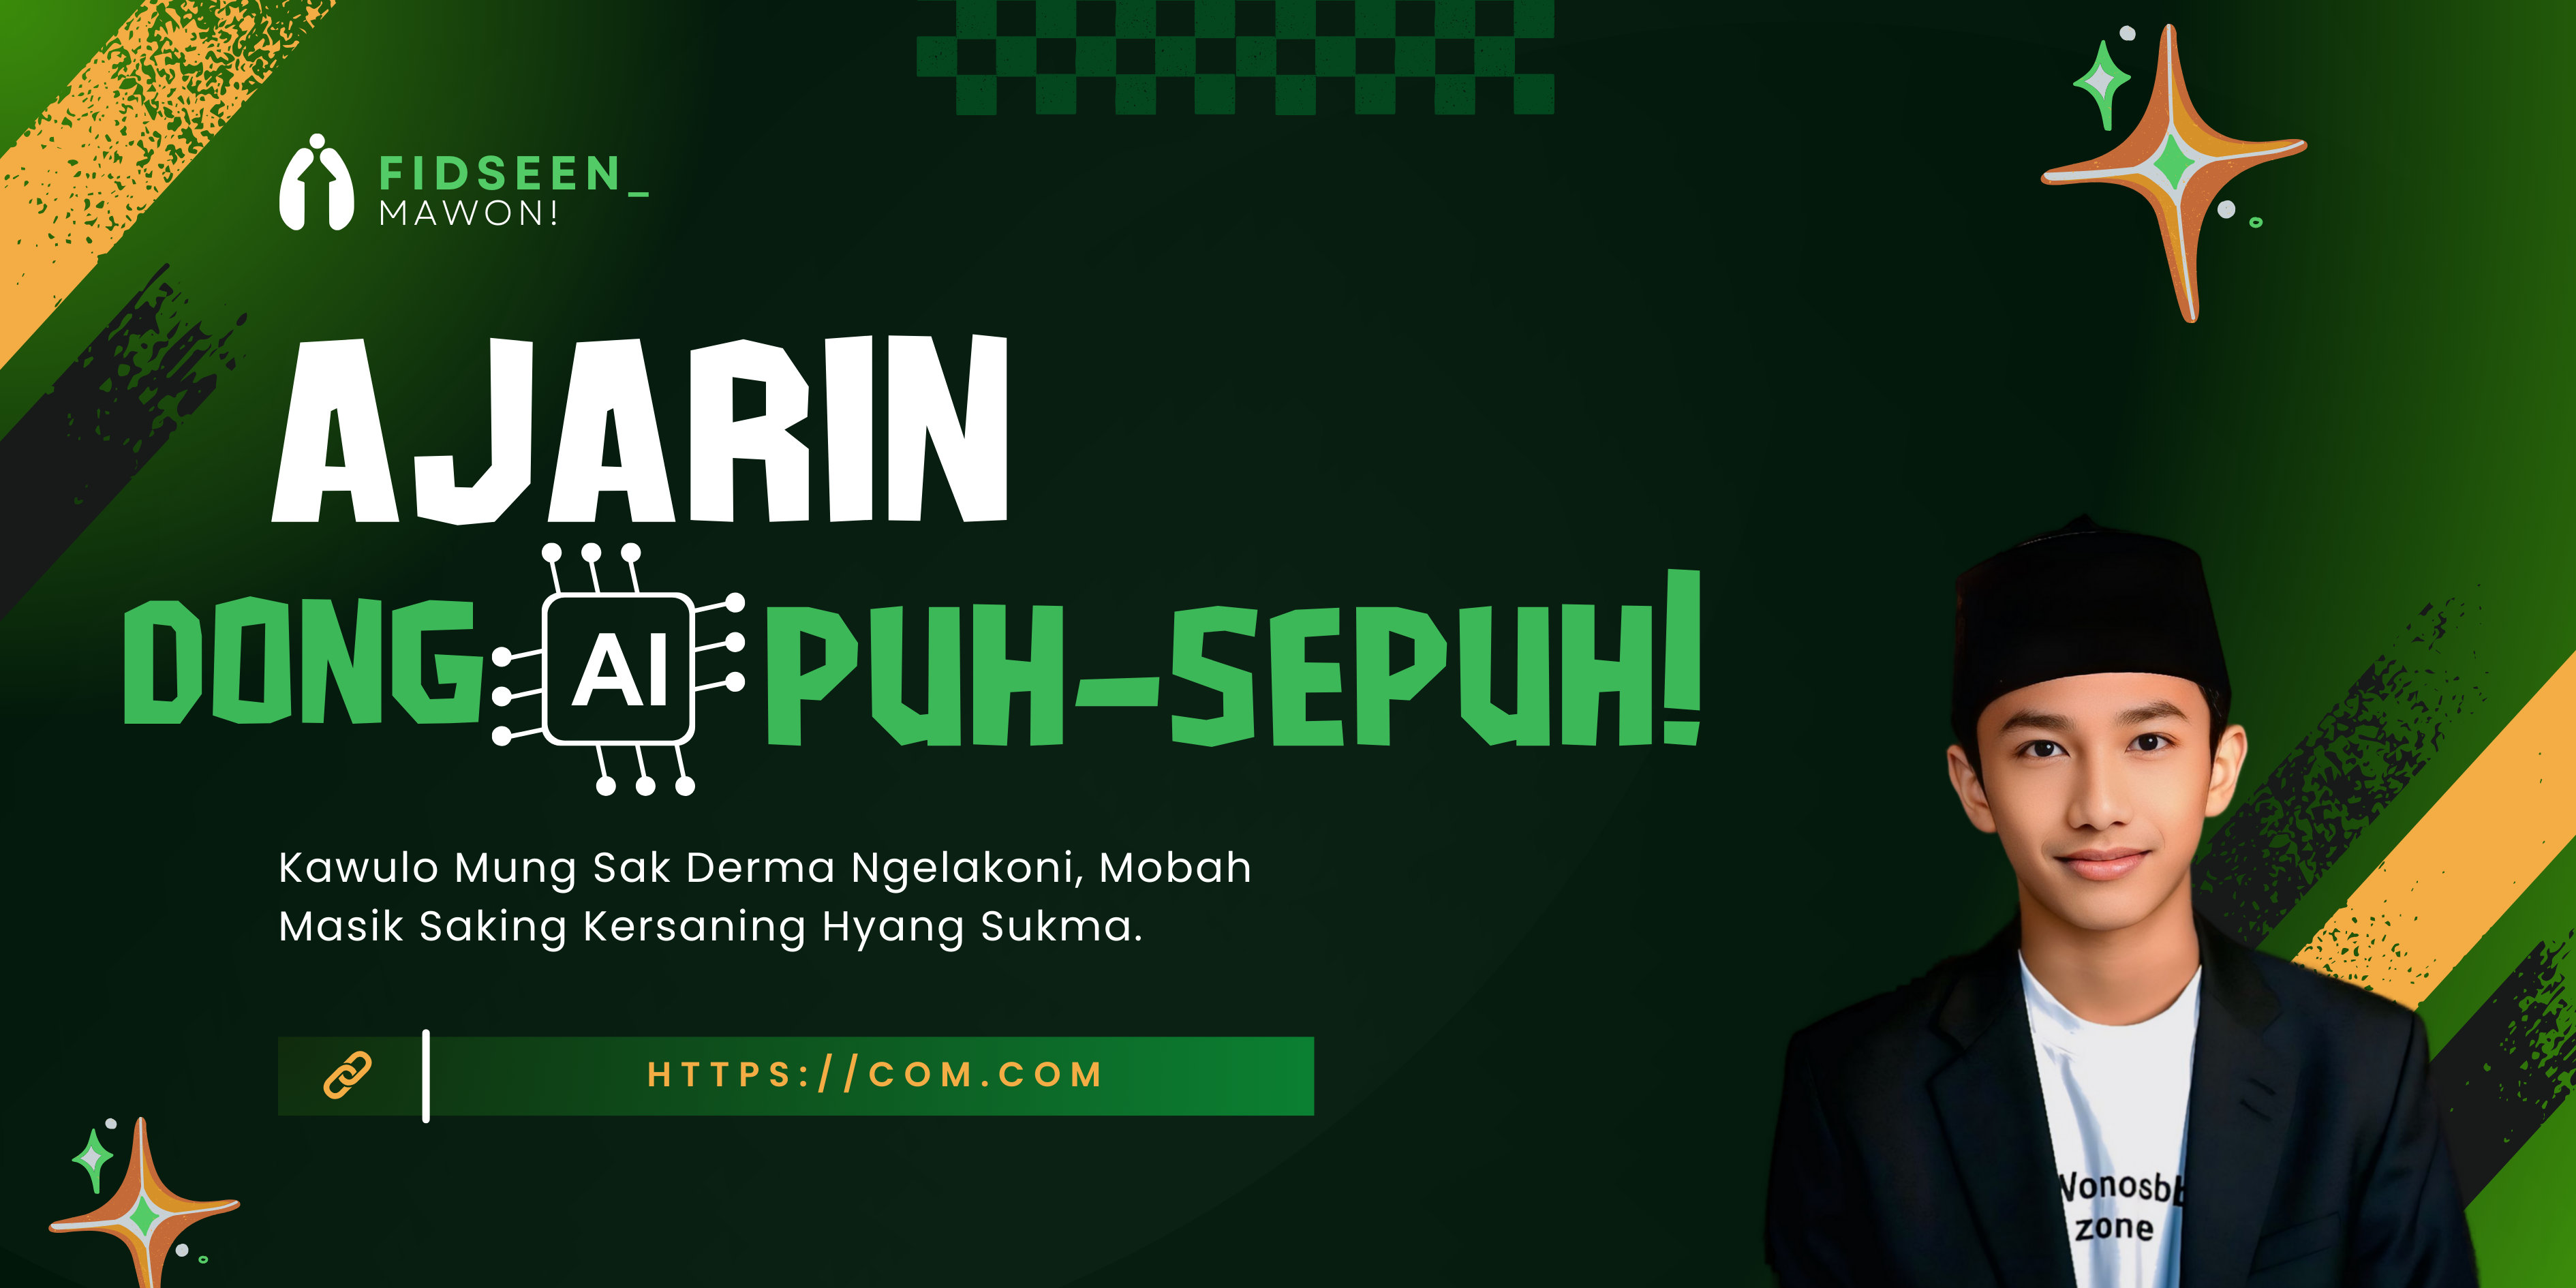 FIDSEEN_
MAWON!
AJARIN
DONG AI PUH-SEPUH!
Kawulo Mung Sak Derma Ngelakoni, Mobah
Masik Saking Kersaning Hyang Sukma.
HTTPS://COM.COM
zone